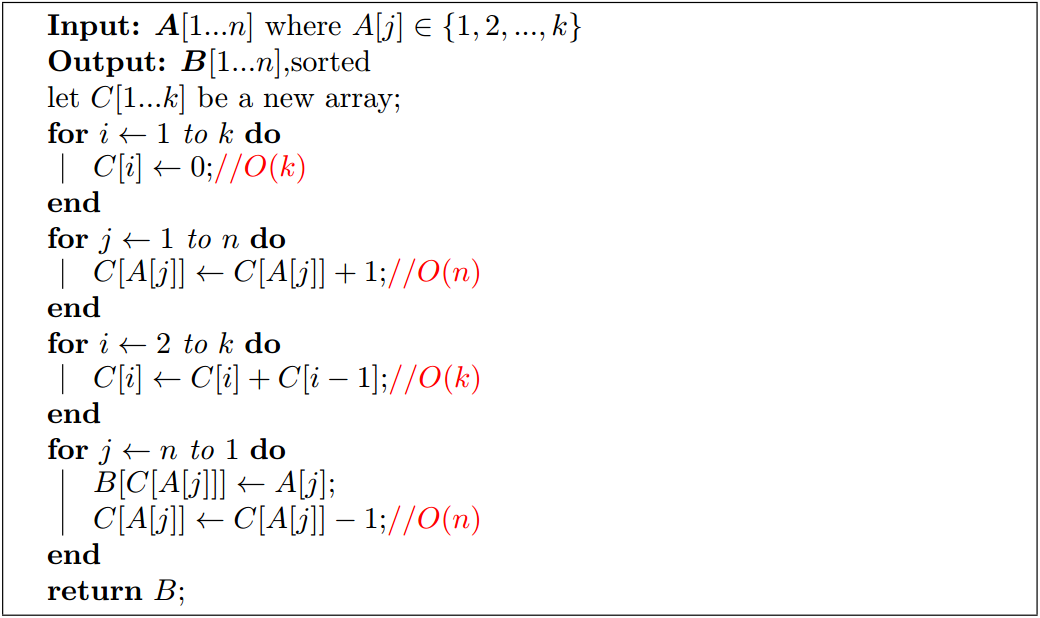 Input: A[1...n] where A[j] ∈ {1, 2, ..., k}
Output: B[1...n],sorted
let C[1...k] be a new array;
for i ← 1 to k do
C[i] ← 0;//O(k)
end
for j ← 1 to n do
C[A[j]] ← C[A[j]] + 1;//O(n)
end
for i ← 2 to k do
C[i] ← C[i] + C[i − 1];//O(k)
end
for j ← n to 1 do
B[C[A[j]]] ← A[j];
C[A[j]] ← C[A[j]] − 1;//O(n)
end
return B;